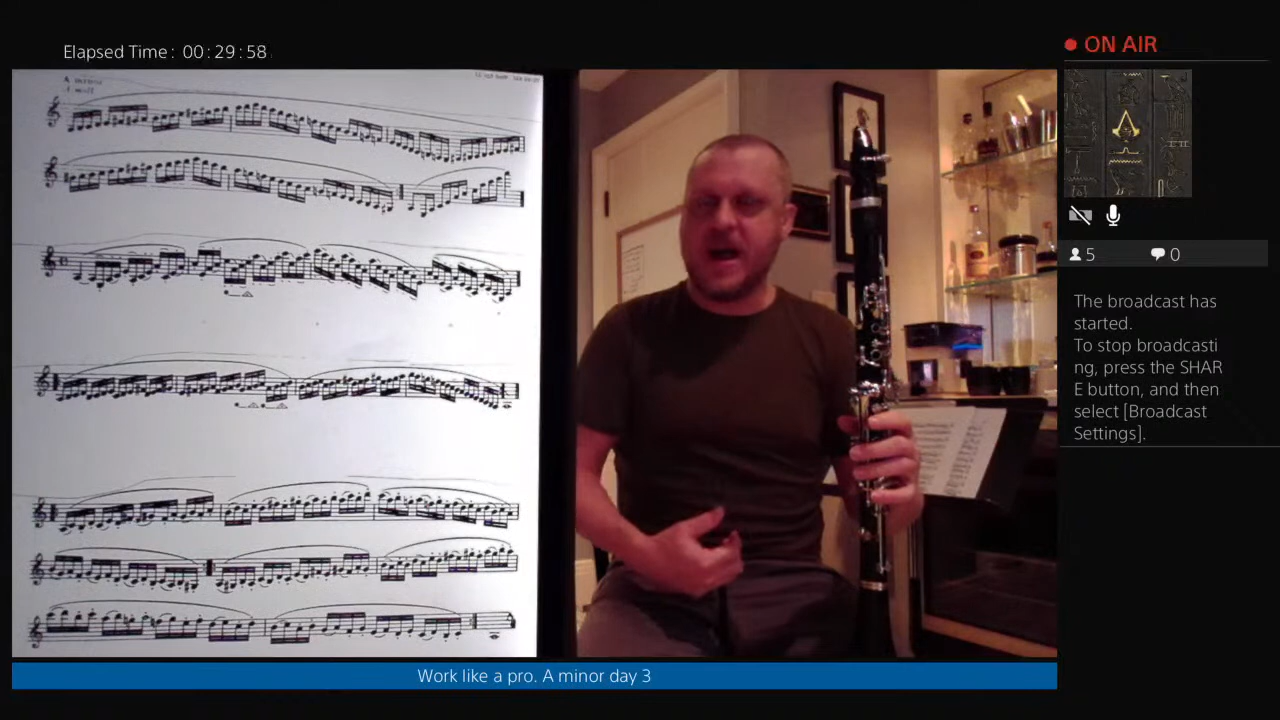 Elapsed Time: 00:29:58
ON AIR
5
0
The broadcast has
started.
To stop broadcasti
ng, press the SHAR
E button, and then
select [Broadcast
Settings].
Work like a pro. A minor day 3